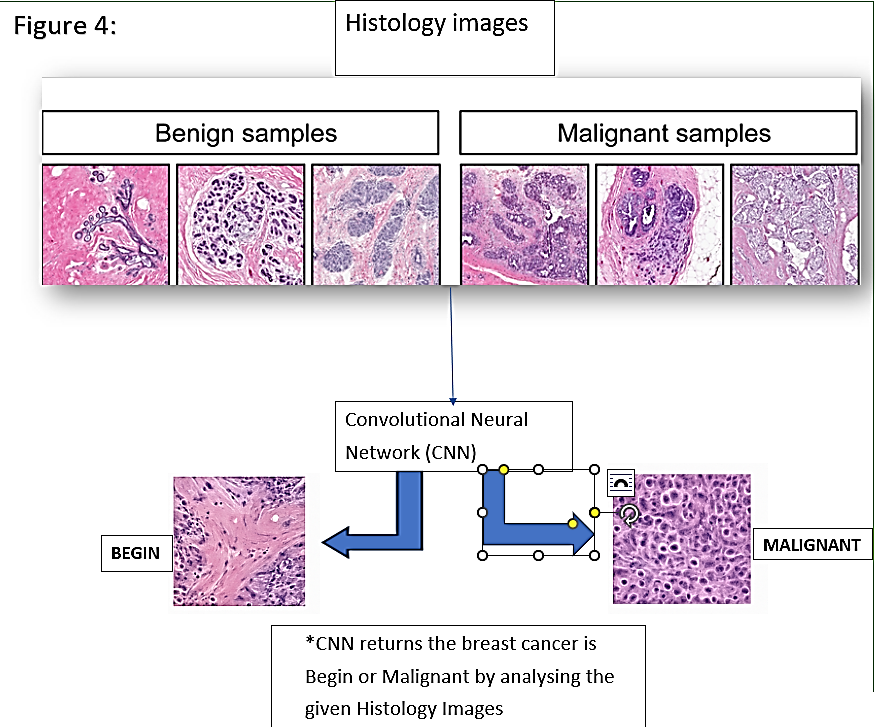 Figure 4:
Histology images
Benign samples
Malignant samples
Convolutional Neural
Network (CNN)
BEGIN
MALIGNANT
*CNN returns the breast cancer is
Begin or Malignant by analysing the
given Histology Images